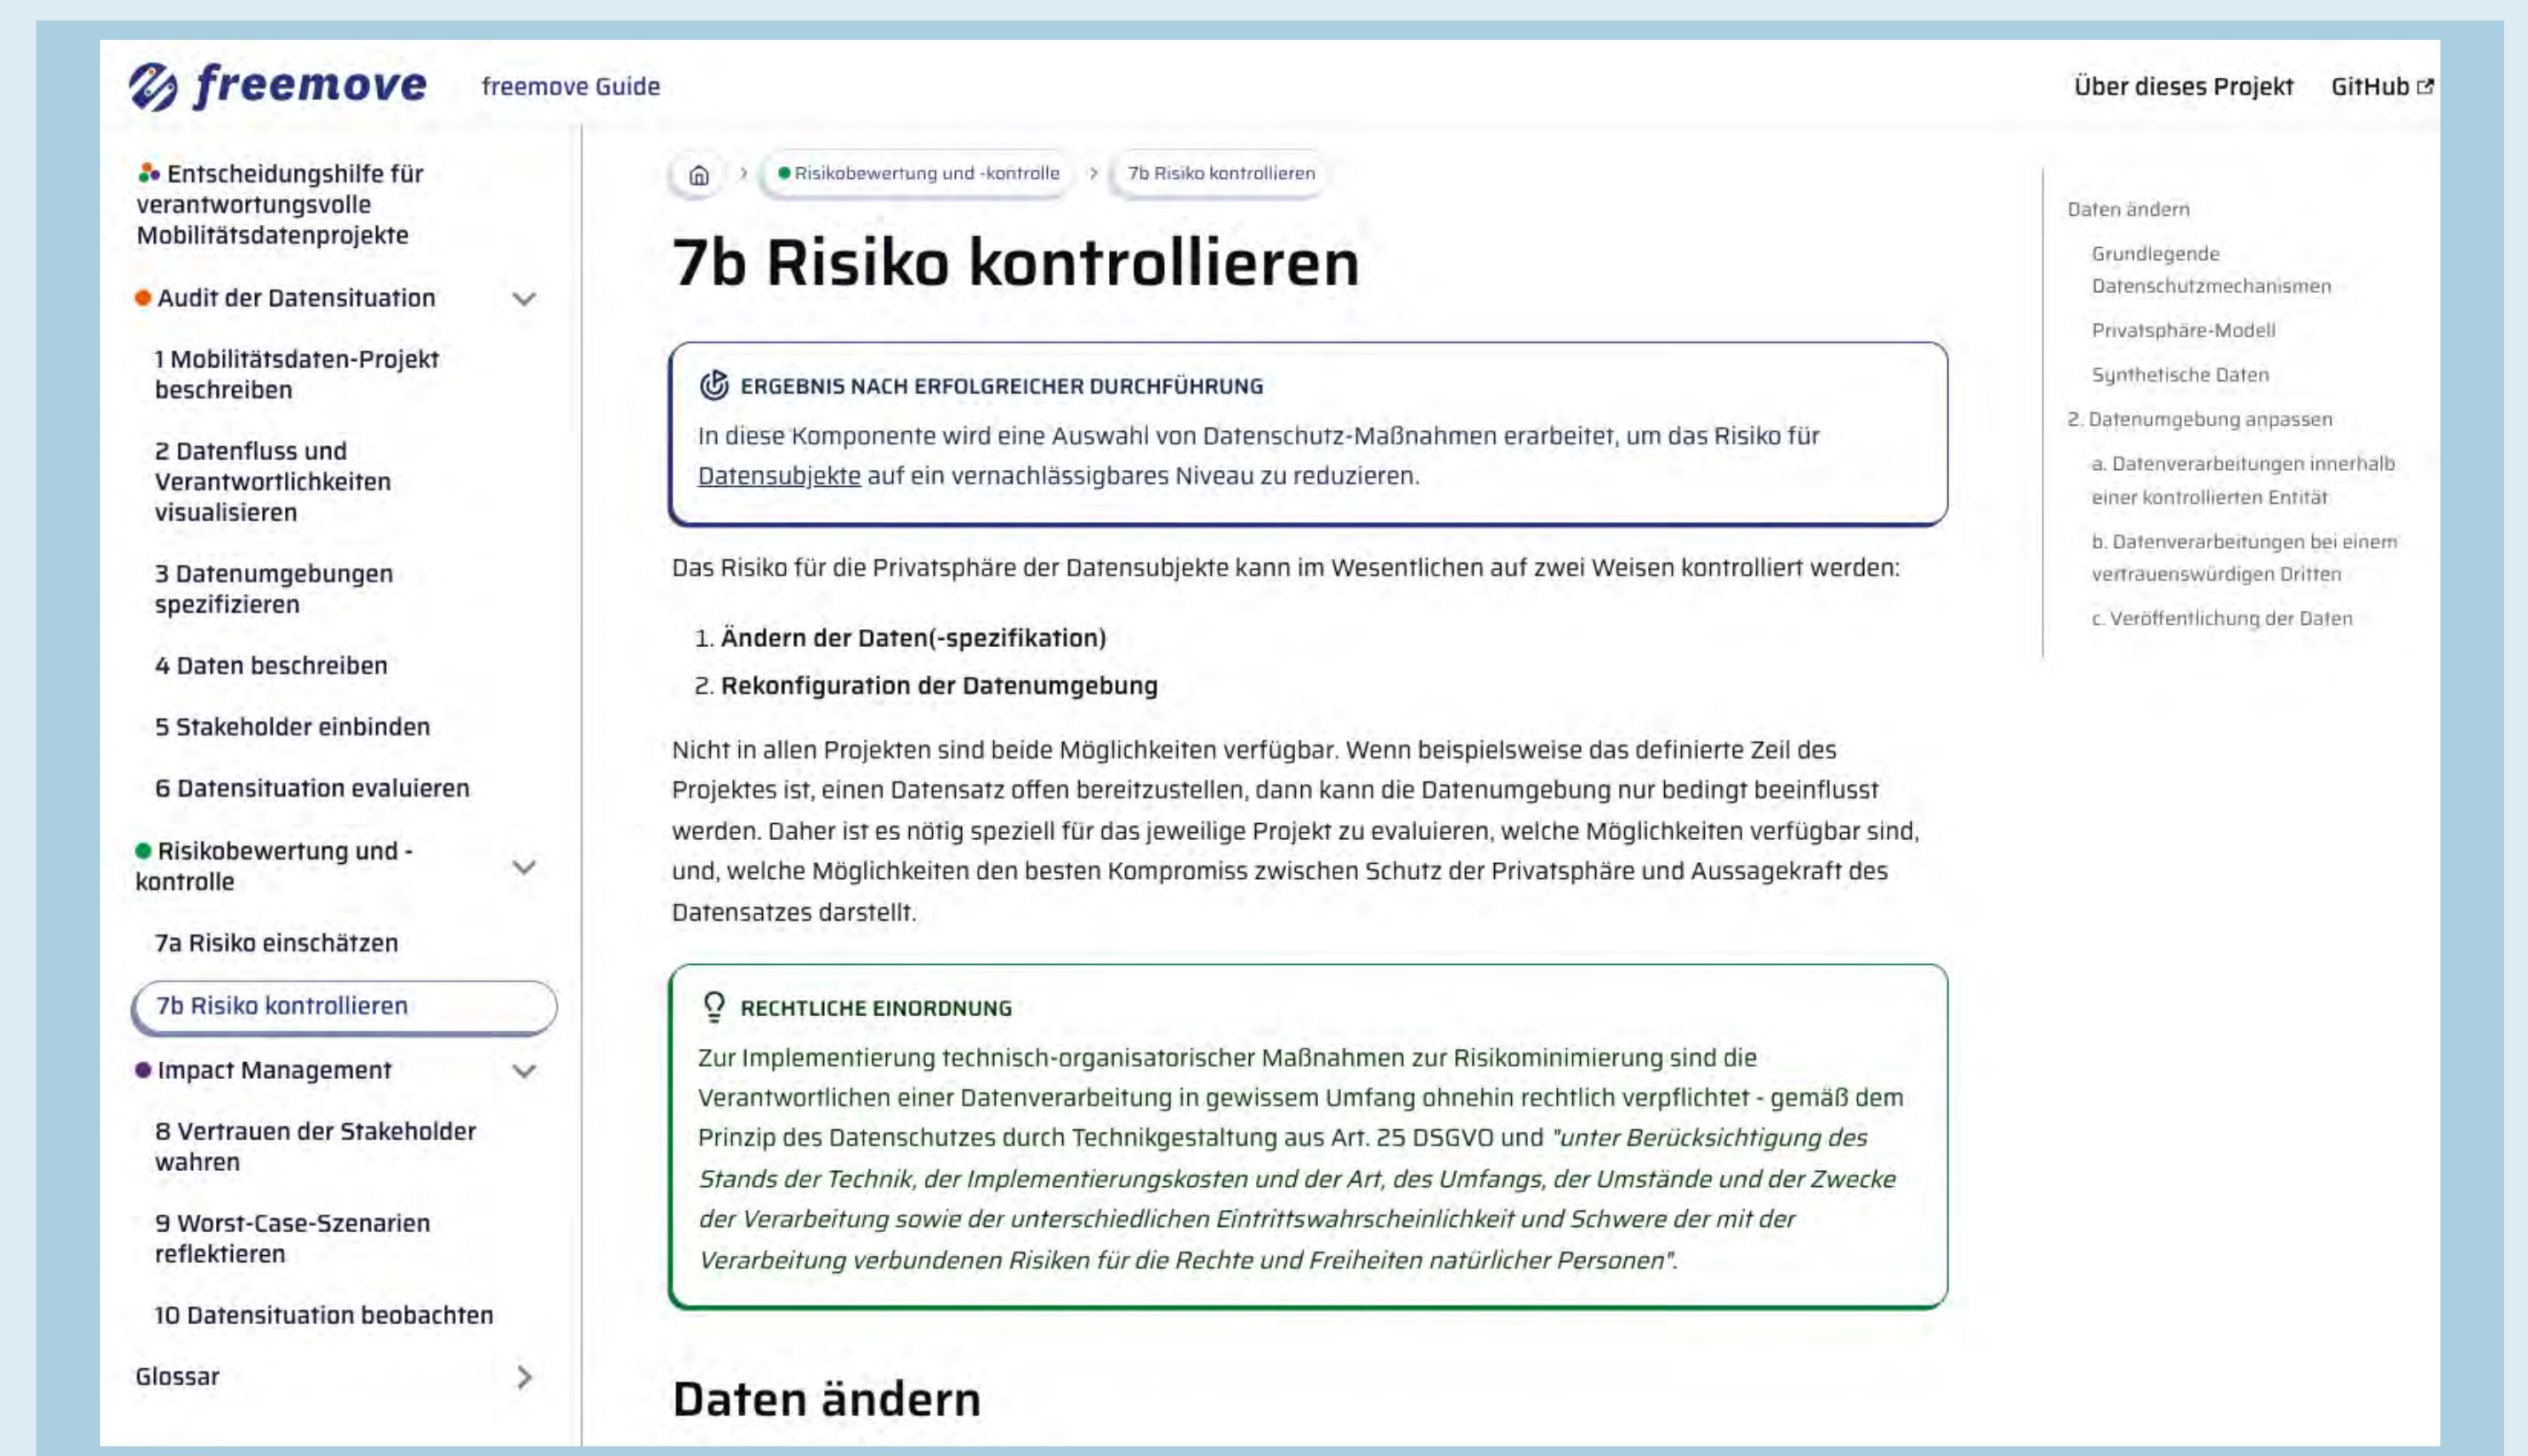 freemove
freemove Guide
Über dieses Projekt
GitHub
Entscheidungshilfe für
verantwortungsvolle
Mobilitätsdatenprojekte
Audit der Datensituation
1 Mobilitätsdaten-Projekt
beschreiben
2 Datenfluss und
Verantwortlichkeiten
visualisieren
3 Datenumgebungen
spezifizieren
4 Daten beschreiben
5 Stakeholder einbinden
6 Datensituation evaluieren
Risikobewertung und -
kontrolle
7a Risiko einschätzen
7b Risiko kontrollieren
Impact Management
8 Vertrauen der Stakeholder
wahren
9 Worst-Case-Szenarien
reflektieren
10 Datensituation beobachten
Glossar
Risikobewertung und -kontrolle
7b Risiko kontrollieren
7b Risiko kontrollieren
ERGEBNIS NACH ERFOLGREICHER DURCHFÜHRUNG
In diese Komponente wird eine Auswahl von Datenschutz-Maßnahmen erarbeitet, um das Risiko für
Datensubjekte auf ein vernachlässigbares Niveau zu reduzieren.
Das Risiko für die Privatsphäre der Datensubjekte kann im Wesentlichen auf zwei Weisen kontrolliert werden:
1. Ändern der Daten(-spezifikation)
2. Rekonfiguration der Datenumgebung
Nicht in allen Projekten sind beide Möglichkeiten verfügbar. Wenn beispielsweise das definierte Zeil des
Projektes ist, einen Datensatz offen bereitzustellen, dann kann die Datenumgebung nur bedingt beeinflusst
werden. Daher ist es nötig speziell für das jeweilige Projekt zu evaluieren, welche Möglichkeiten verfügbar sind,
und, welche Möglichkeiten den besten Kompromiss zwischen Schutz der Privatsphäre und Aussagekraft des
Datensatzes darstellt.
RECHTLICHE EINORDNUNG
Zur Implementierung technisch-organisatorischer Maßnahmen zur Risikominimierung sind die
Verantwortlichen einer Datenverarbeitung in gewissem Umfang ohnehin rechtlich verpflichtet - gemäß dem
Prinzip des Datenschutzes durch Technikgestaltung aus Art. 25 DSGVO und "unter Berücksichtigung des
Stands der Technik, der Implementierungskosten und der Art, des Umfangs, der Umstände und der Zwecke
der Verarbeitung sowie der unterschiedlichen Eintrittswahrscheinlichkeit und Schwere der mit der
Verarbeitung verbundenen Risiken für die Rechte und Freiheiten natürlicher Personen".
Daten ändern
Daten ändern
Grundlegende
Datenschutzmechanismen
Privatsphäre-Modell
Synthetische Daten
2. Datenumgebung anpassen
a. Datenverarbeitungen innerhalb
einer kontrollierten Entität
b. Datenverarbeitungen bei einem
vertrauenswürdigen Dritten
c. Veröffentlichung der Daten